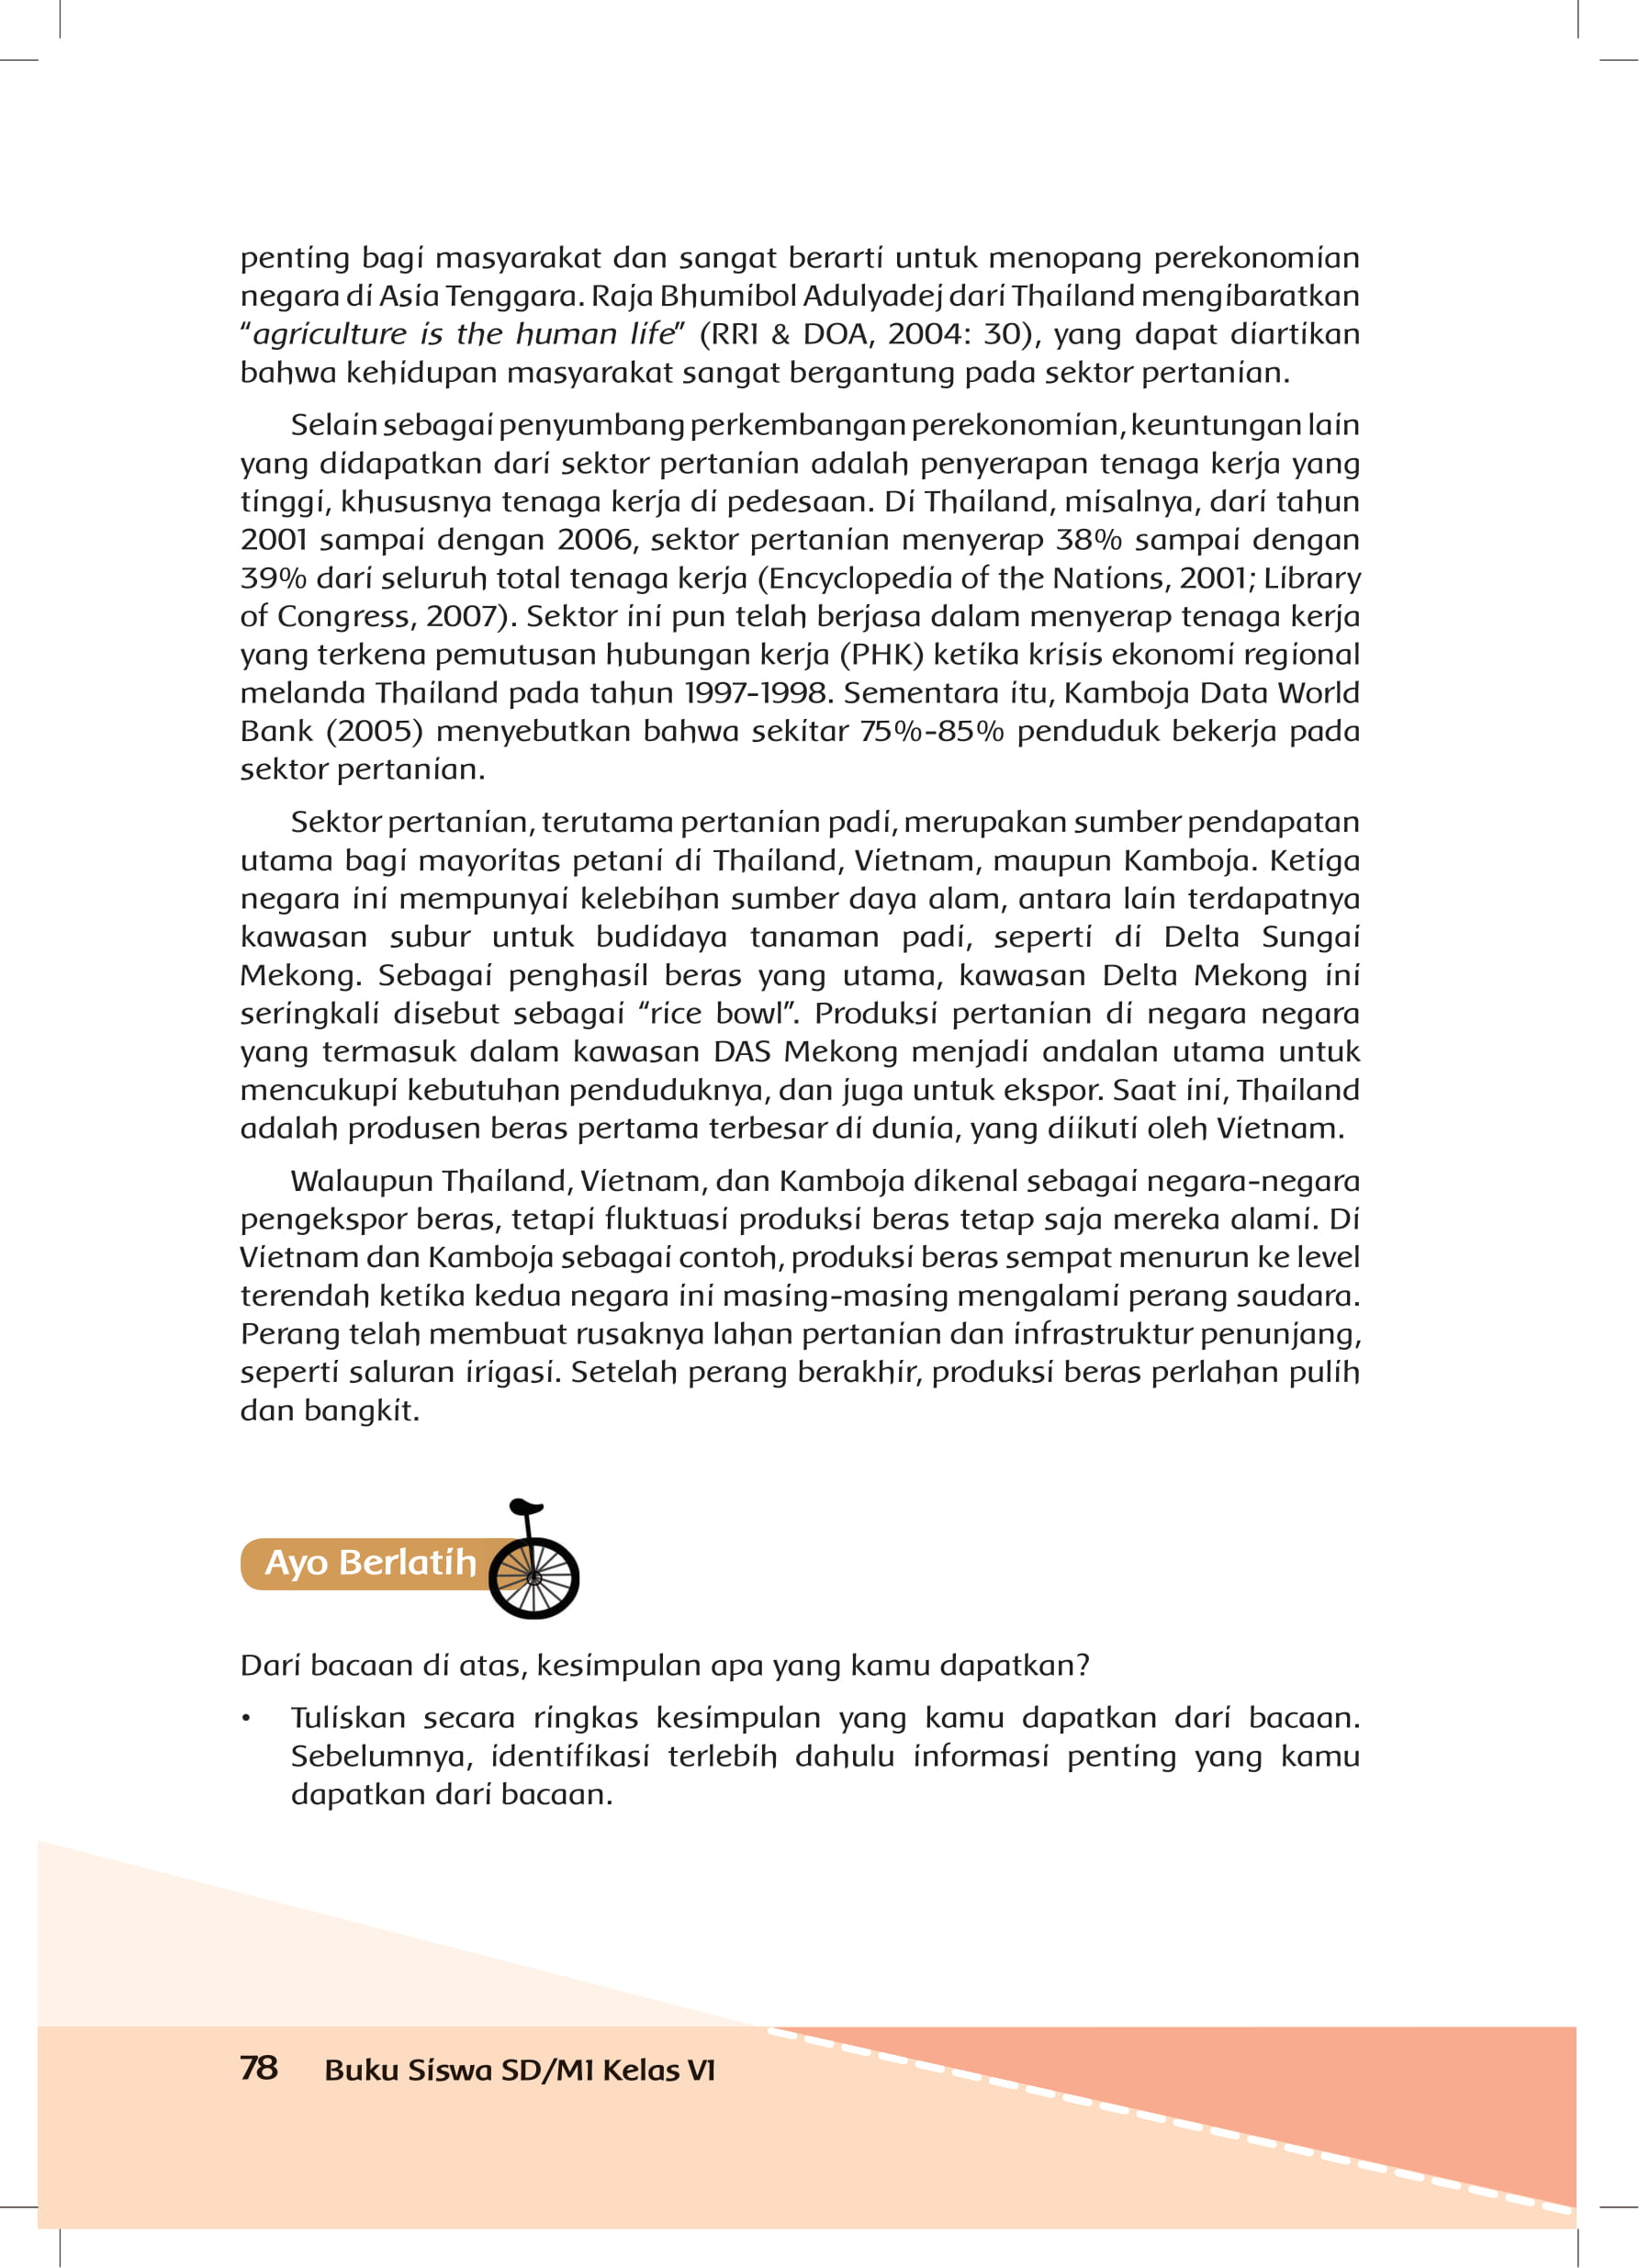 penting bagi masyarakat dan sangat berarti untuk menopang perekonomian
negara di Asia Tenggara. Raja Bhumibol Adulyadej dari Thailand mengibaratkan
“agriculture is the human life” (RRI & DOA, 2004: 30), yang dapat diartikan
bahwa kehidupan masyarakat sangat bergantung pada sektor pertanian.
Selain sebagai penyumbang perkembangan perekonomian, keuntungan lain
yang didapatkan dari sektor pertanian adalah penyerapan tenaga kerja yang
tinggi, khususnya tenaga kerja di pedesaan. Di Thailand, misalnya, dari tahun
2001 sampai dengan 2006, sektor pertanian menyerap 38% sampai dengan
39% dari seluruh total tenaga kerja (Encyclopedia of the Nations, 2001; Library
of Congress, 2007). Sektor ini pun telah berjasa dalam menyerap tenaga kerja
yang terkena pemutusan hubungan kerja (PHK) ketika krisis ekonomi regional
melanda Thailand pada tahun 1997-1998. Sementara itu, Kamboja Data World
Bank (2005) menyebutkan bahwa sekitar 75%-85% penduduk bekerja pada
sektor pertanian.
Sektor pertanian, terutama pertanian padi, merupakan sumber pendapatan
utama bagi mayoritas petani di Thailand, Vietnam, maupun Kamboja. Ketiga
negara ini mempunyai kelebihan sumber daya alam, antara lain terdapatnya
kawasan subur untuk budidaya tanaman padi, seperti di Delta Sungai
Mekong. Sebagai penghasil beras yang utama, kawasan Delta Mekong ini
seringkali disebut sebagai “rice bowl”. Produksi pertanian di negara negara
yang termasuk dalam kawasan DAS Mekong menjadi andalan utama untuk
mencukupi kebutuhan penduduknya, dan juga untuk ekspor. Saat ini, Thailand
adalah produsen beras pertama terbesar di dunia, yang diikuti oleh Vietnam.
Walaupun Thailand, Vietnam, dan Kamboja dikenal sebagai negara-negara
pengekspor beras, tetapi fluktuasi produksi beras tetap saja mereka alami. Di
Vietnam dan Kamboja sebagai contoh, produksi beras sempat menurun ke level
terendah ketika kedua negara ini masing-masing mengalami perang saudara.
Perang telah membuat rusaknya lahan pertanian dan infrastruktur penunjang,
seperti saluran irigasi. Setelah perang berakhir, produksi beras perlahan pulih
dan bangkit.
Ayo Berlatih
Dari bacaan di atas, kesimpulan apa yang kamu dapatkan?
• Tuliskan secara ringkas kesimpulan yang kamu dapatkan dari bacaan.
Sebelumnya, identifikasi terlebih dahulu informasi penting yang kamu
dapatkan dari bacaan.
78 Buku Siswa SD/MI Kelas VI